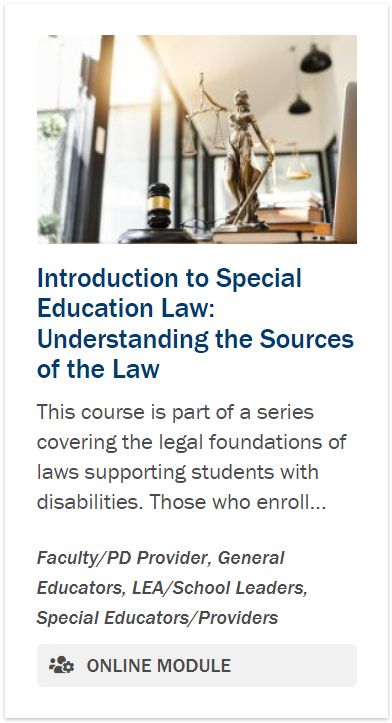 Introduction to Special
Education Law:
Understanding the Sources
of the Law
This course is part of a series
covering the legal foundations of
laws supporting students with
disabilities. Those who enroll...
Faculty/PD Provider, General
Educators, LEA/School Leaders,
Special Educators/Providers
ONLINE MODULE